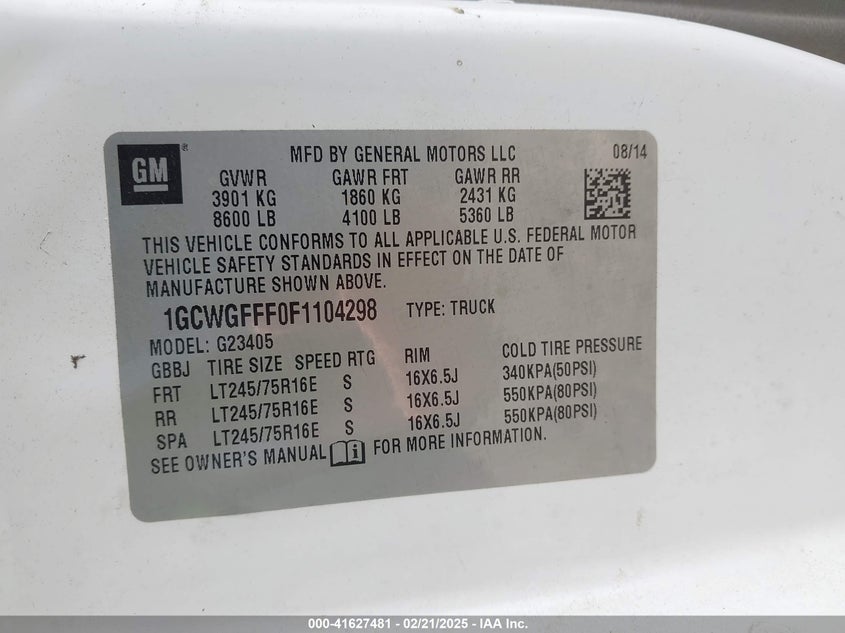 GM
MFD BY GENERAL MOTORS LLC 08/14
GVWR GAWR FRT GAWR RR
3901 KG 1860 KG 2431 KG
8600 LB 4100 LB 5360 LB
THIS VEHICLE CONFORMS TO ALL APPLICABLE U.S. FEDERAL MOTOR
VEHICLE SAFETY STANDARDS IN EFFECT ON THE DATE OF
MANUFACTURE SHOWN ABOVE.
1GCWGFFF0F1104298 TYPE: TRUCK
MODEL: G23405
GBBJ TIRE SIZE SPEED RTG RIM COLD TIRE PRESSURE
FRT LT245/75R16E S 16X6.5J 340KPA(50PSI)
RR LT245/75R16E S 16X6.5J 550KPA(80PSI)
SPA LT245/75R16E S 16X6.5J 550KPA(80PSI)
SEE OWNER'S MANUAL i FOR MORE INFORMATION.
000-41627481 - 02/21/2025 - IAA Inc.